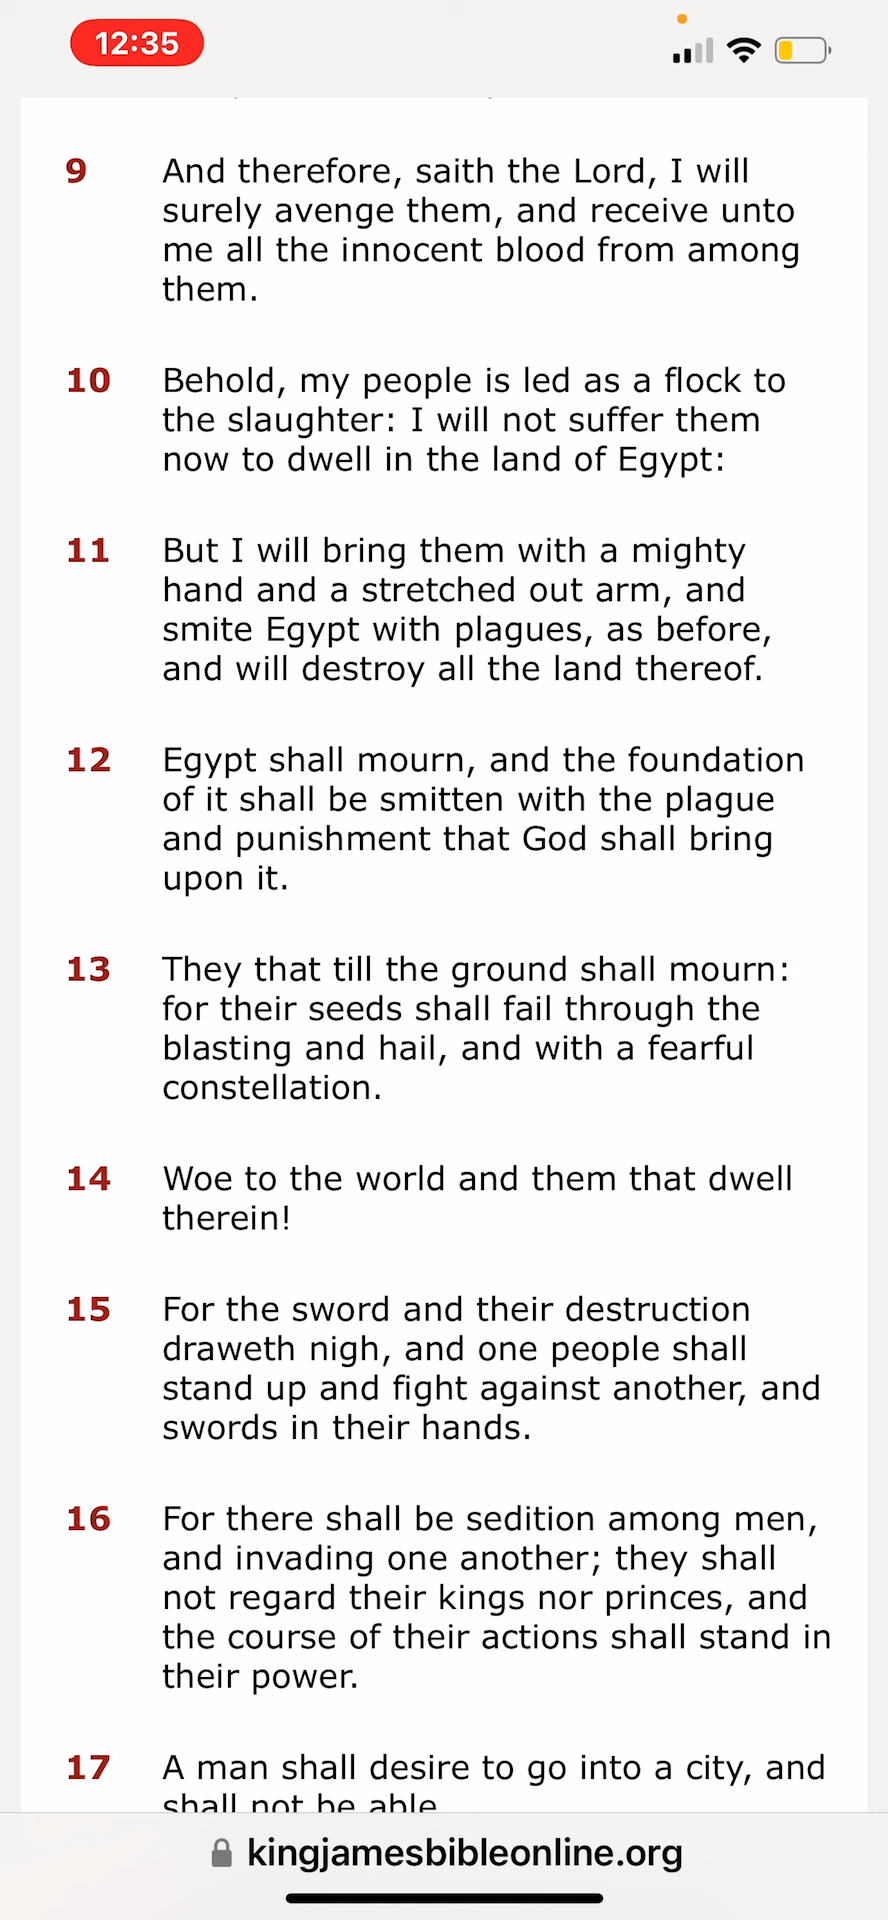 12:35
9 And therefore, saith the Lord, I will
surely avenge them, and receive unto
me all the innocent blood from among
them.
10 Behold, my people is led as a flock to
the slaughter: I will not suffer them
now to dwell in the land of Egypt:
11 But I will bring them with a mighty
hand and a stretched out arm, and
smite Egypt with plagues, as before,
and will destroy all the land thereof.
12 Egypt shall mourn, and the foundation
of it shall be smitten with the plague
and punishment that God shall bring
upon it.
13 They that till the ground shall mourn:
for their seeds shall fail through the
blasting and hail, and with a fearful
constellation.
14 Woe to the world and them that dwell
therein!
15 For the sword and their destruction
draweth nigh, and one people shall
stand up and fight against another, and
swords in their hands.
16 For there shall be sedition among men,
and invading one another; they shall
not regard their kings nor princes, and
the course of their actions shall stand in
their power.
17 A man shall desire to go into a city, and
shall not be able
kingjamesbibleonline.org